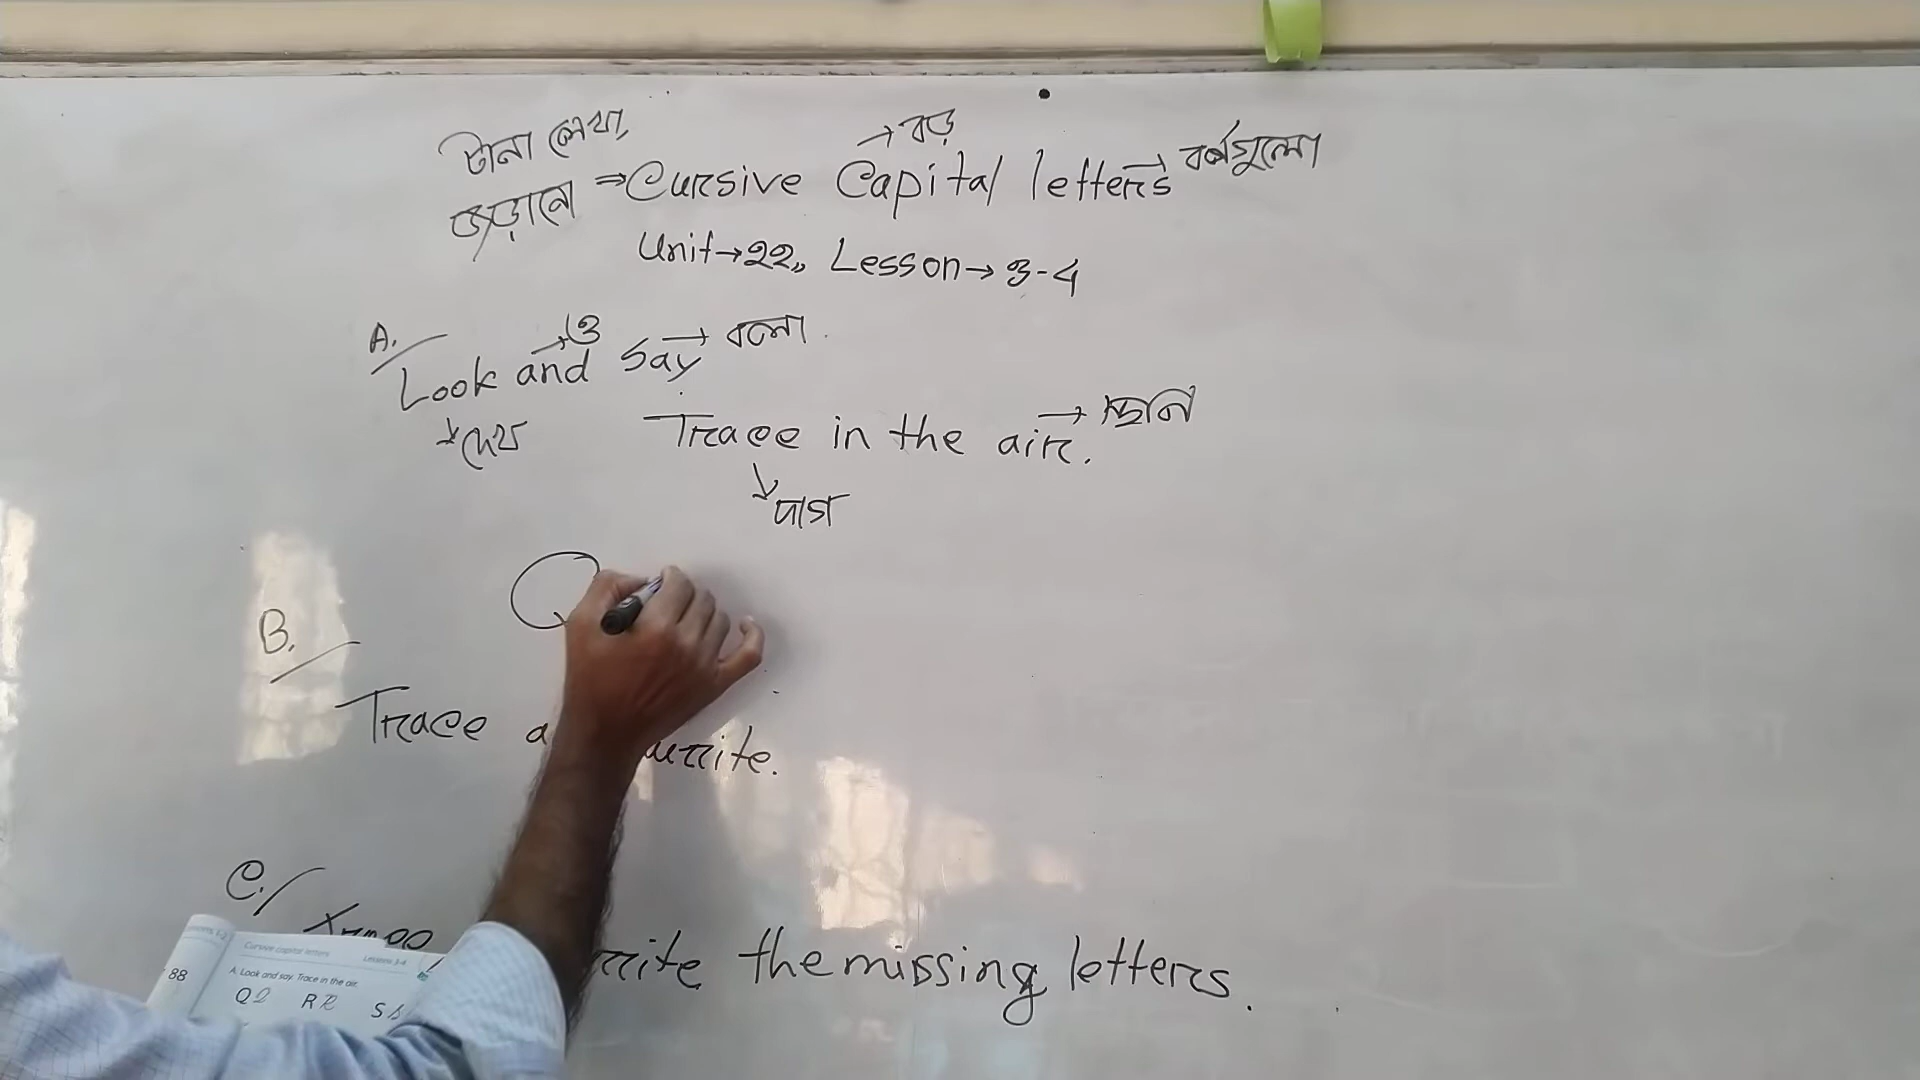 টানা লেখা,
জড়ানো ⇒ Cursive Capital letters → বর্ণগুলো
→ বড়
Unit → 22, Lesson → 3-4
A.
Look and Say → বলো
→ ও
↓ দেখ
Trace in the air. →
↓ দাগ
Q
B.
Trace a write.
C.
the missing letters.
88
Cursive capital letters Lessons 3-4
A. Look and say. Trace in the air.
Q Q R R S S